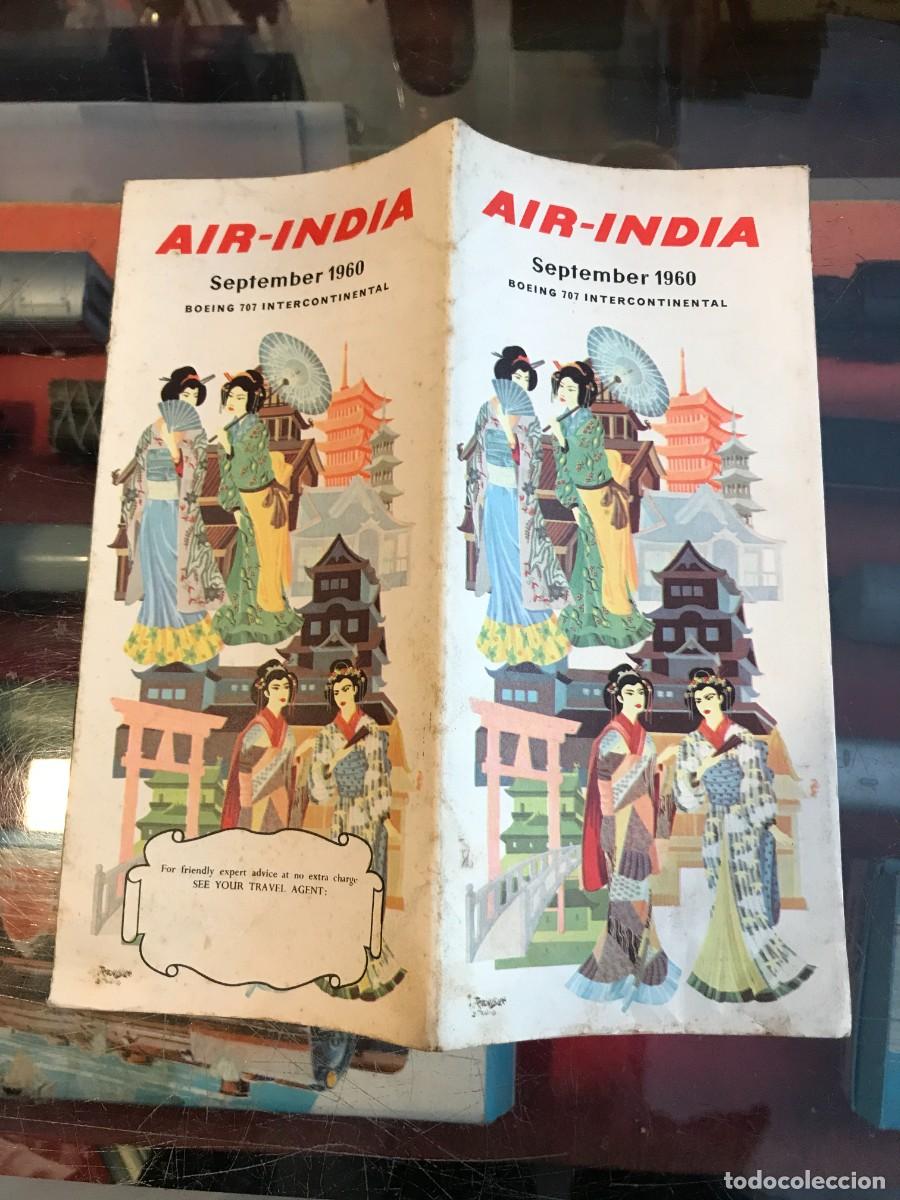 AIR-INDIA
September 1960
BOEING 707 INTERCONTINENTAL
For friendly expert advice at no extra charge
SEE YOUR TRAVEL AGENT:
AIR-INDIA
September 1960
BOEING 707 INTERCONTINENTAL
todocoleccion